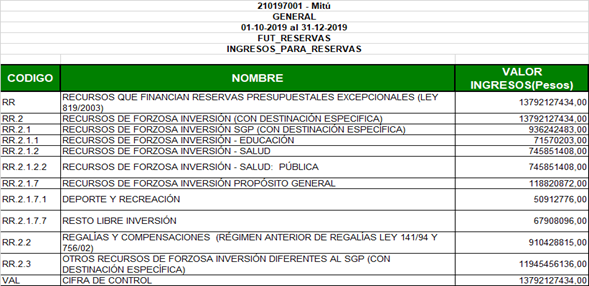 210197001 - Mitú
GENERAL
01-10-2019 al 31-12-2019
FUT_RESERVAS
INGRESOS_PARA_RESERVAS
CODIGO NOMBRE VALOR
INGRESOS(Pesos)
RR RECURSOS QUE FINANCIAN RESERVAS PRESUPUESTALES EXCEPCIONALES (LEY
819/2003) 13792127434,00
RR.2 RECURSOS DE FORZOSA INVERSIÓN (CON DESTINACIÓN ESPECIFICA) 13792127434,00
RR.2.1 RECURSOS DE FORZOSA INVERSIÓN SGP (CON DESTINACIÓN ESPECÍFICA) 936242483,00
RR.2.1.1 RECURSOS DE FORZOSA INVERSIÓN - EDUCACIÓN 71570203,00
RR.2.1.2 RECURSOS DE FORZOSA INVERSIÓN - SALUD 745851408,00
RR.2.1.2.2 RECURSOS DE FORZOSA INVERSIÓN - SALUD: PÚBLICA 745851408,00
RR.2.1.7 RECURSOS DE FORZOSA INVERSIÓN PROPÓSITO GENERAL 118820872,00
RR.2.1.7.1 DEPORTE Y RECREACIÓN 50912776,00
RR.2.1.7.7 RESTO LIBRE INVERSIÓN 67908096,00
RR.2.2 REGALÍAS Y COMPENSACIONES (RÉGIMEN ANTERIOR DE REGALÍAS LEY 141/94 Y
756/02) 910428815,00
RR.2.3 OTROS RECURSOS DE FORZOSA INVERSIÓN DIFERENTES AL SGP (CON
DESTINACIÓN ESPECÍFICA) 11945456136,00
VAL CIFRA DE CONTROL 13792127434,00